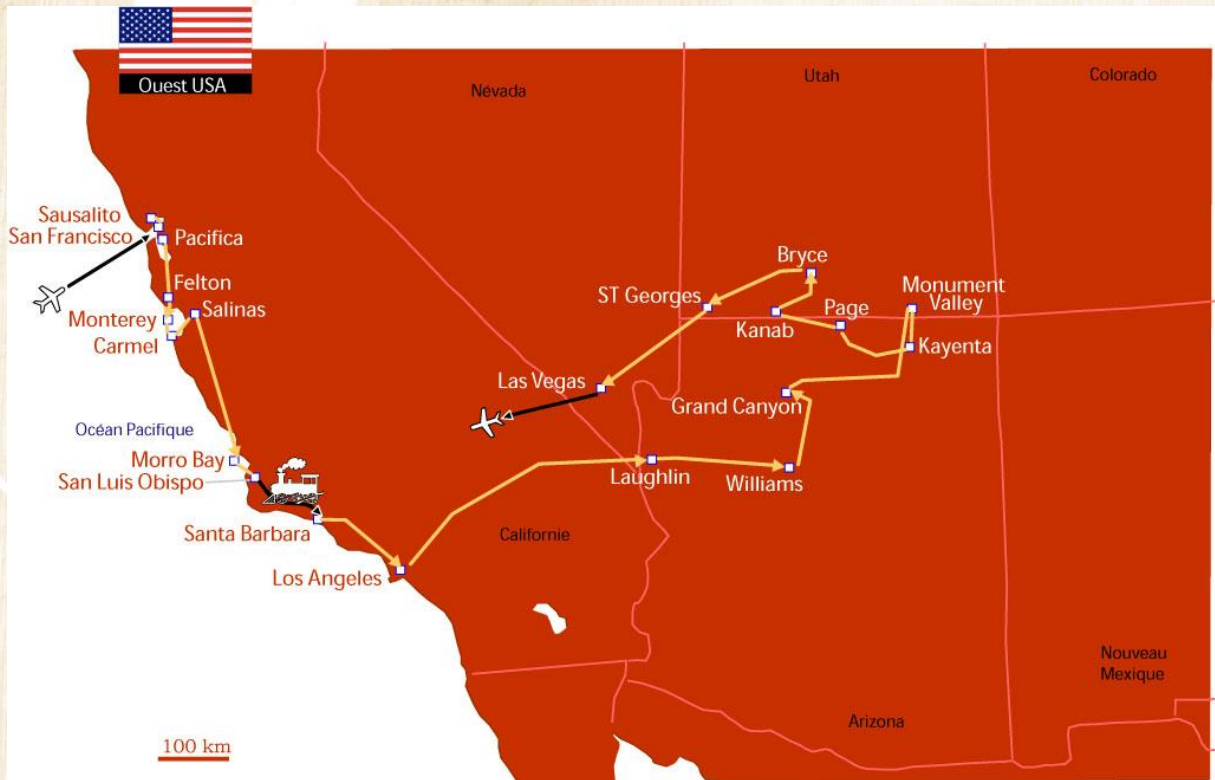 Ouest USA
Névada
Utah
Colorado
Sausalito
San Francisco
Pacifica
Felton
Salinas
Monterey
Carmel
Bryce
ST Georges
Kanab
Page
Monument
Valley
Kayenta
Las Vegas
Grand Canyon
Océan Pacifique
Morro Bay
San Luis Obispo
Laughlin
Williams
Santa Barbara
Californie
Los Angeles
Nouveau
Mexique
Arizona
100 km